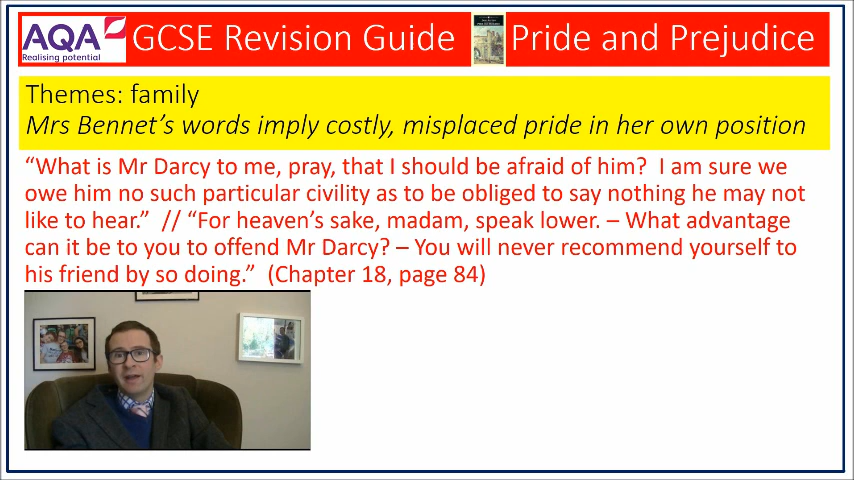 AQA GCSE Revision Guide Pride and Prejudice
Realising potential
Themes: family
Mrs Bennet’s words imply costly, misplaced pride in her own position
“What is Mr Darcy to me, pray, that I should be afraid of him?  I am sure we
owe him no such particular civility as to be obliged to say nothing he may not
like to hear.”  // “For heaven’s sake, madam, speak lower. – What advantage
can it be to you to offend Mr Darcy? – You will never recommend yourself to
his friend by so doing.”  (Chapter 18, page 84)